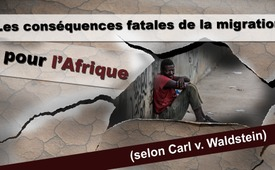 Les conséquences fatales de la migration
pour l'Afrique
(selon Carl v. Waldstein)